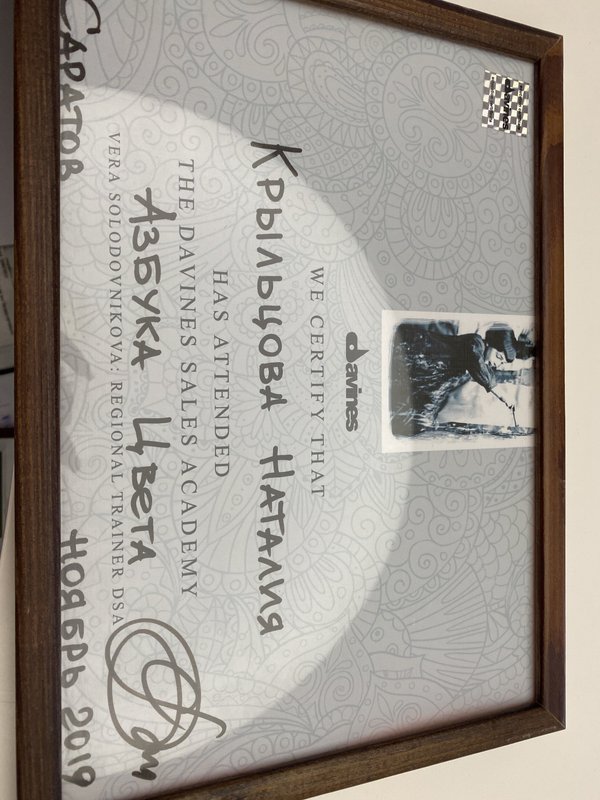 davines
davines
WE CERTIFY THAT
КРЫЛЬЦОВА НАТАЛИЯ
HAS ATTENDED
THE DAVINES SALES ACADEMY
АЗБУКА ЦВЕТА
VERA SOLODOVNIKOVA: REGIONAL TRAINER DSA
САРАТОВ НОЯБРЬ 2019